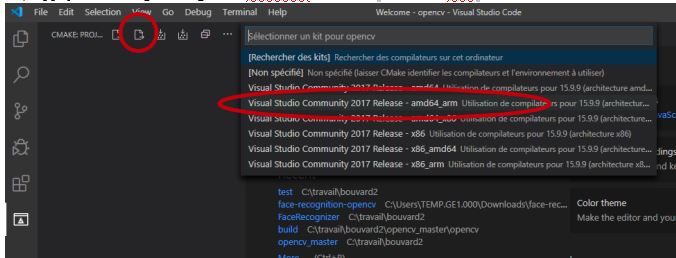 File Edit Selection View Go Debug Terminal Help Welcome - opencv - Visual Studio Code
CMAKE: PROJ...
Sélectionner un kit pour opencv
[Rechercher des kits] Rechercher des compilateurs sur cet ordinateur
[Non spécifié] Non spécifié (laisser CMake identifier les compilateurs et l'environnement à utiliser)
Visual Studio Community 2017 Release - amd64 Utilisation de compilateurs pour 15.9.9 (architecture amd...
Visual Studio Community 2017 Release - amd64_arm Utilisation de compilateurs pour 15.9.9 (architectur...
Visual Studio Community 2017 Release - amd64_x86 Utilisation de compilateurs pour 15.9.9 (architectur...
Visual Studio Community 2017 Release - x86 Utilisation de compilateurs pour 15.9.9 (architecture x86)
Visual Studio Community 2017 Release - x86_amd64 Utilisation de compilateurs pour 15.9.9 (architecture...
Visual Studio Community 2017 Release - x86_arm Utilisation de compilateurs pour 15.9.9 (architecture x8...
Recent
test C:\travail\bouvard2
face-recognition-opencv C:\Users\TEMP.GE1.000\Downloads\face-rec...
FaceRecognizer C:\travail\bouvard2
build C:\travail\bouvard2\opencv_master\opencv
opencv_master C:\travail\bouvard2
More... (Ctrl+R)
Color theme
Make the editor and you